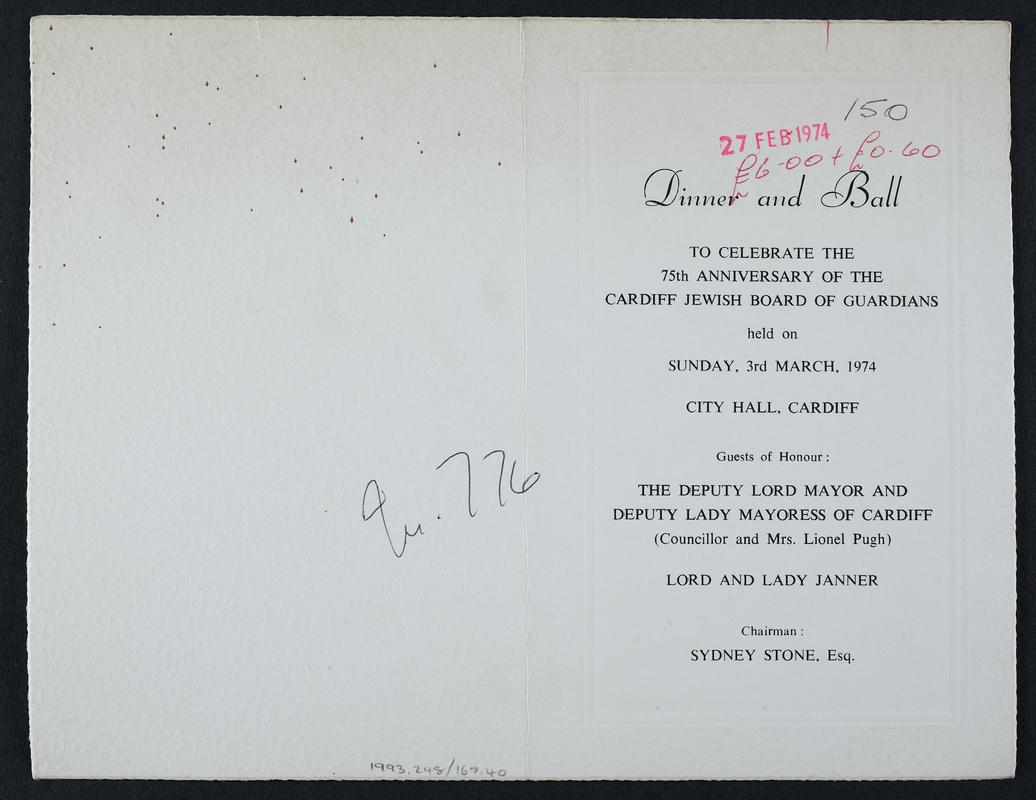 150
27 FEB 1974
£6-00 + £0.60
Dinner and Ball
TO CELEBRATE THE
75th ANNIVERSARY OF THE
CARDIFF JEWISH BOARD OF GUARDIANS
held on
SUNDAY, 3rd MARCH, 1974
CITY HALL, CARDIFF
Guests of Honour :
THE DEPUTY LORD MAYOR AND
DEPUTY LADY MAYORESS OF CARDIFF
(Councillor and Mrs. Lionel Pugh)
LORD AND LADY JANNER
Chairman :
SYDNEY STONE, Esq.
776
1993.248/167.40